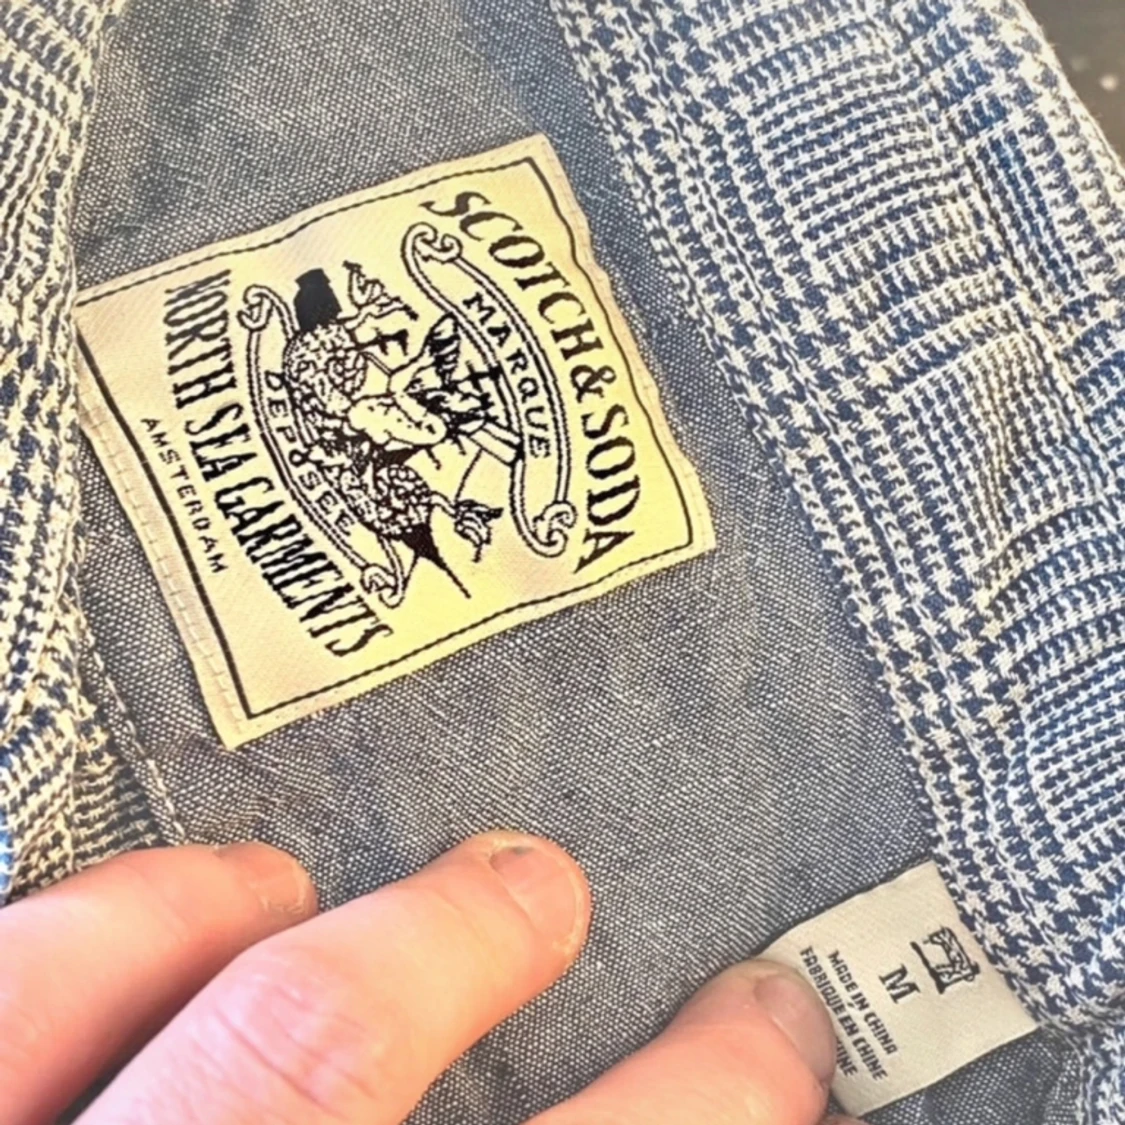 SCOTCH & SODA
MARQUE
DEPOSEE
NORTH SEA GARMENTS
AMSTERDAM
M
MADE IN CHINA
FABRIQUE EN CHINE